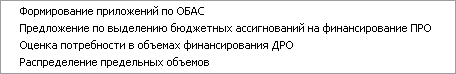 Формирование приложений по ОБАС
Предложение по выделению бюджетных ассигнований на финансирование ПРО
Оценка потребности в объемах финансирования ДРО
Распределение предельных объемов